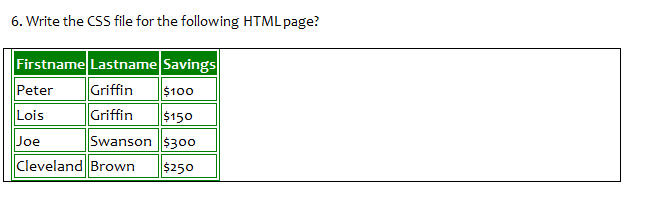 6. Write the CSS file for the following HTML page?
Firstname Lastname Savings
Peter Griffin $100
Lois Griffin $150
Joe Swanson $300
Cleveland Brown $250